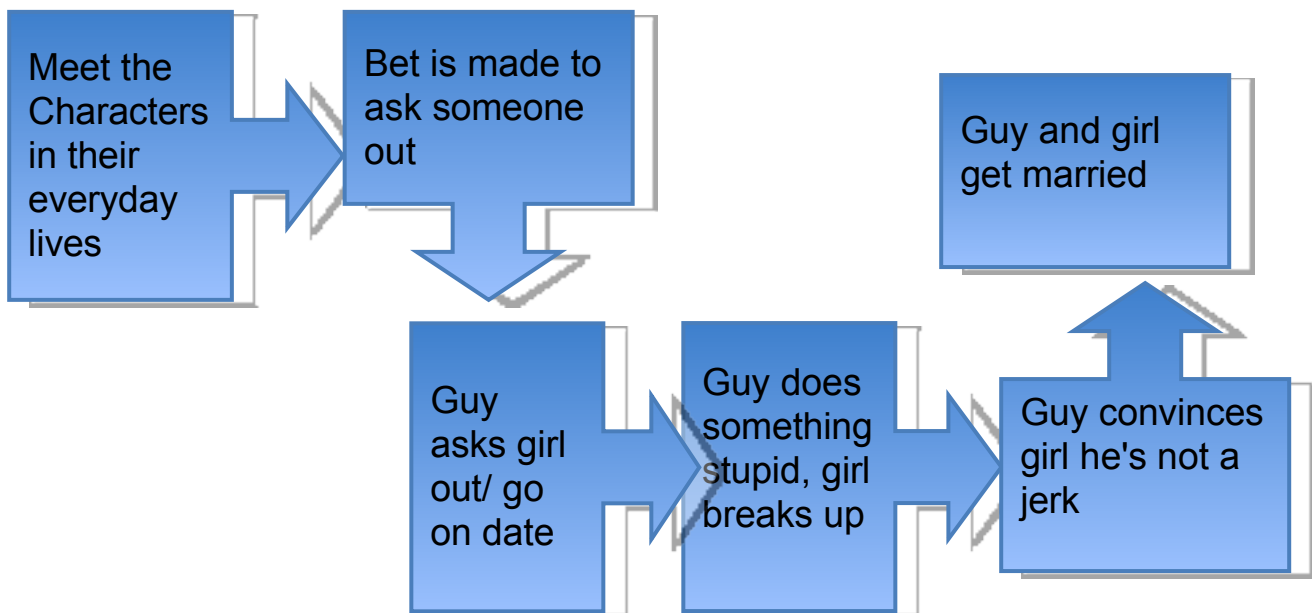 Meet the
Characters
in their
everyday
lives
Bet is made to
ask someone
out
Guy
asks girl
out/ go
on date
Guy does
something
stupid, girl
breaks up
Guy convinces
girl he's not a
jerk
Guy and girl
get married